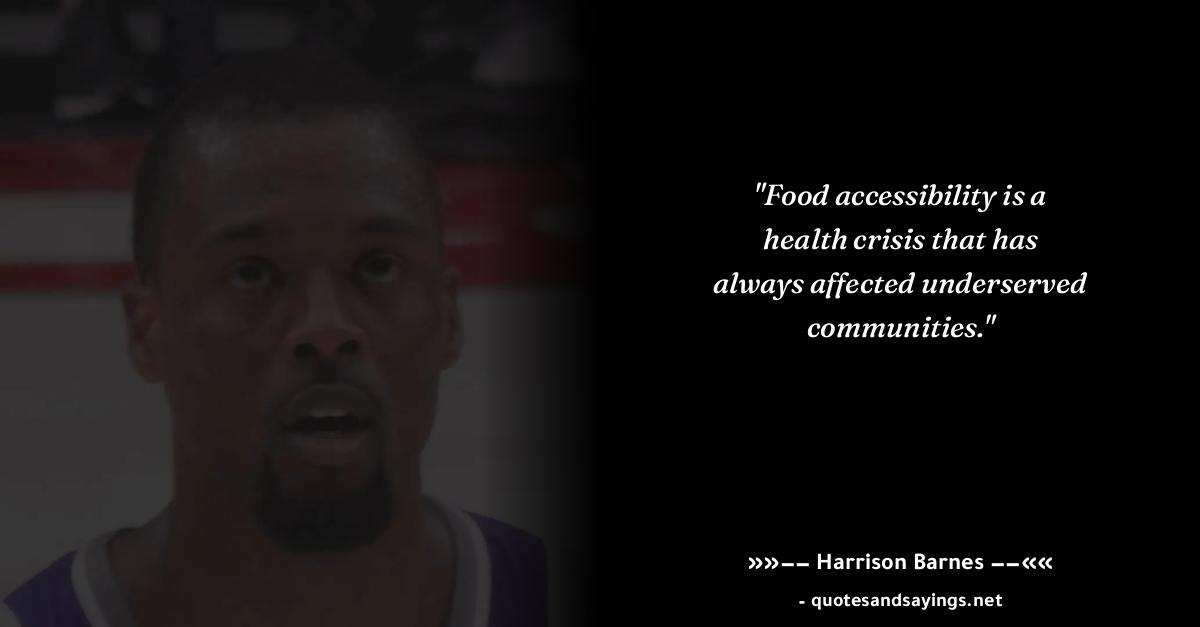 "Food accessibility is a
health crisis that has
always affected underserved
communities."
»»–– Harrison Barnes ––««
- quotesandsayings.net